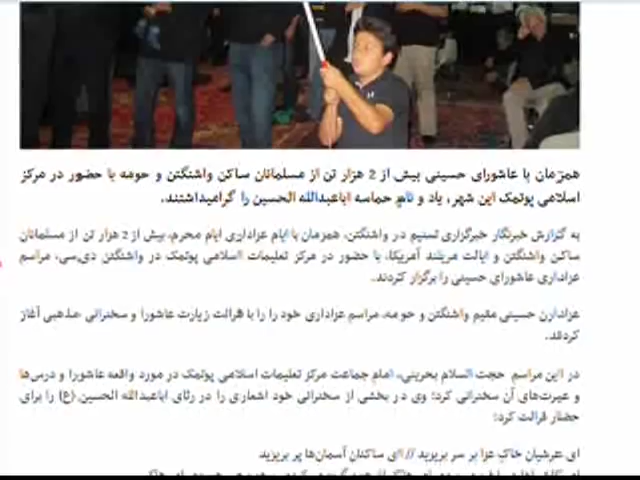 همزمان با عاشورای حسینی بیش از 2 هزار تن از مسلمانان ساکن واشنگتن و حومه با حضور در مرکز
اسلامی پوتمک این شهر، یاد و نام حماسه اباعبدالله الحسین را گرامیداشتند.
به گزارش خبرنگار خبرگزاری تسنیم در واشنگتن، همزمان با ایام عزاداری ایام محرم، بیش از 2 هزار تن از مسلمانان
ساکن واشنگتن و ایالت مریلند آمریکا، با حضور در مرکز تعلیمات اسلامی پوتمک در واشنگتن دی‌سی، مراسم
عزاداری عاشورای حسینی را برگزار کردند.
عزادارن حسینی مقیم واشنگتن و حومه، مراسم عزاداری خود را را با قرائت زیارت عاشورا و سخنرانی مذهبی آغاز
کردند.
در این مراسم حجت السلام بحرینی، امام جماعت مرکز تعلیمات اسلامی پوتمک در مورد واقعه عاشورا و درس‌ها
و عبرت‌های آن سخنرانی کرد؛ وی در بخشی از سخنرانی خود اشعاری را در رثای اباعبدالله الحسین (ع) را برای
حضار قرائت کرد:
ای عرشیان خاک عزا بر سر بریزید // ای ساکنان آسمان‌ها پر بریزید